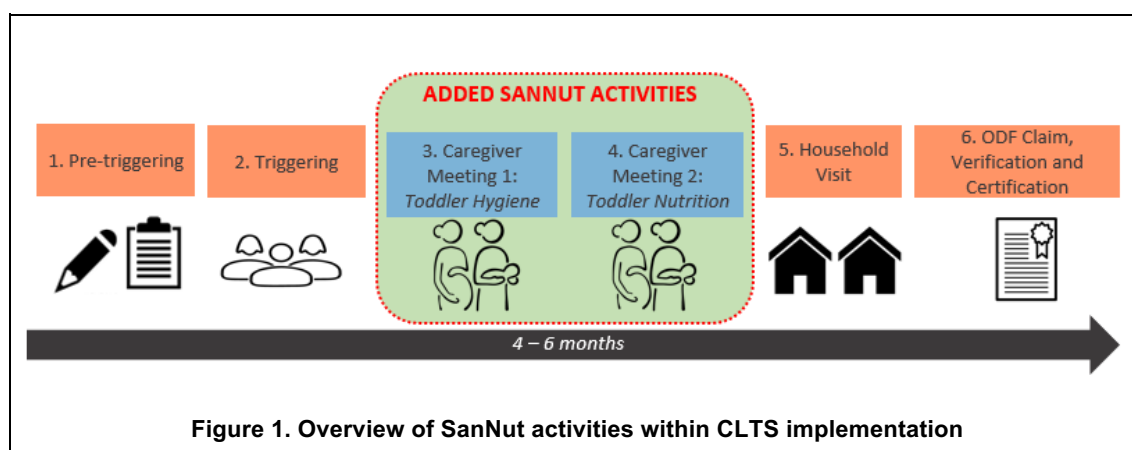 ADDED SANNUT ACTIVITIES
1. Pre-triggering
2. Triggering
3. Caregiver
Meeting 1:
Toddler Hygiene
4. Caregiver
Meeting 2:
Toddler Nutrition
5. Household
Visit
6. ODF Claim,
Verification and
Certification
4 – 6 months
Figure 1. Overview of SanNut activities within CLTS implementation